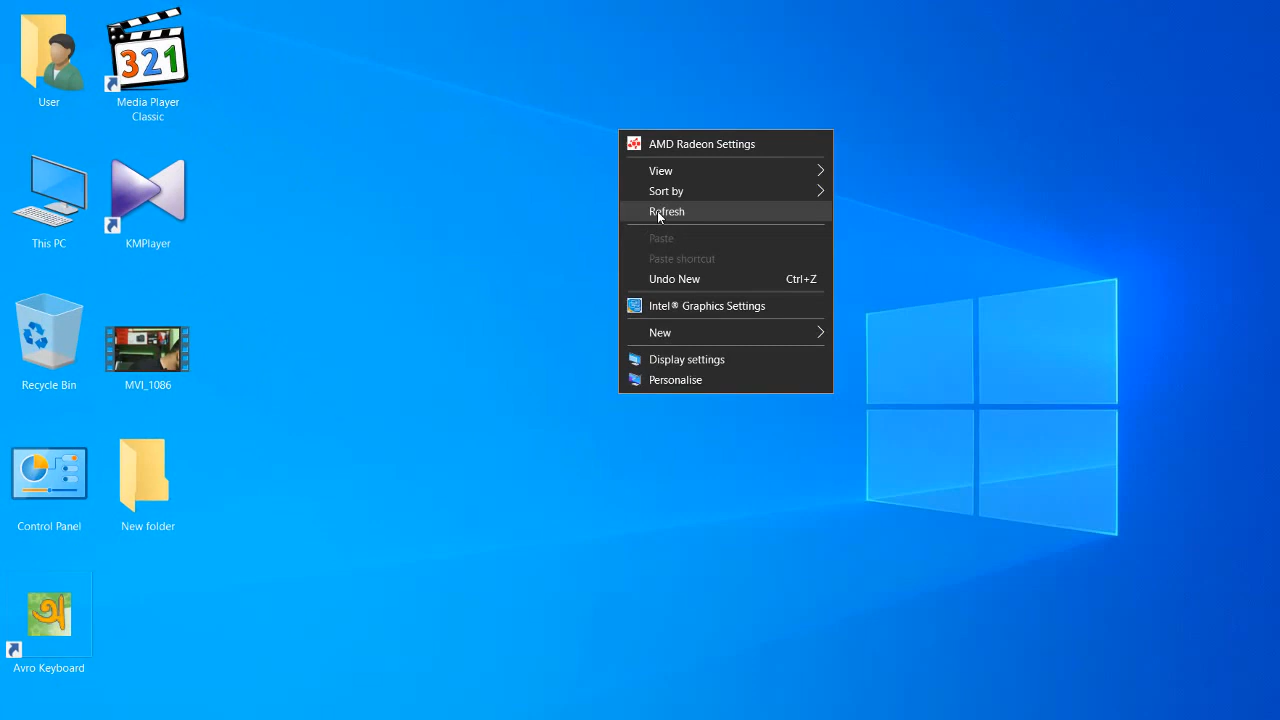 User
Media Player
Classic
321
This PC
KMPlayer
Recycle Bin
MVI_1086
Control Panel
New folder
অ
Avro Keyboard
AMD Radeon Settings
View
Sort by
Refresh
Paste
Paste shortcut
Undo New Ctrl+Z
Intel® Graphics Settings
New
Display settings
Personalise